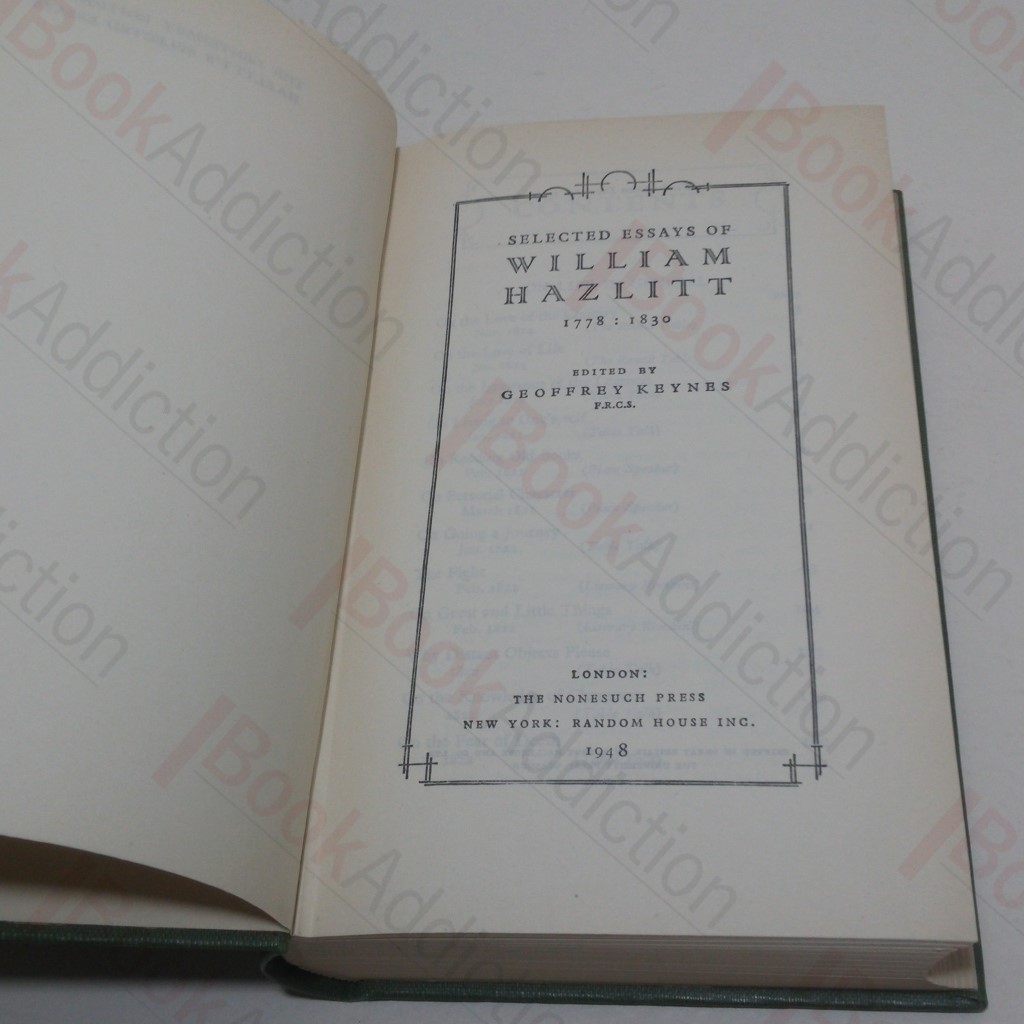 SELECTED ESSAYS OF
WILLIAM
HAZLITT
1778 : 1830
EDITED BY
GEOFFREY KEYNES
F.R.C.S.
LONDON:
THE NONESUCH PRESS
NEW YORK: RANDOM HOUSE INC.
1948
BookAddiction